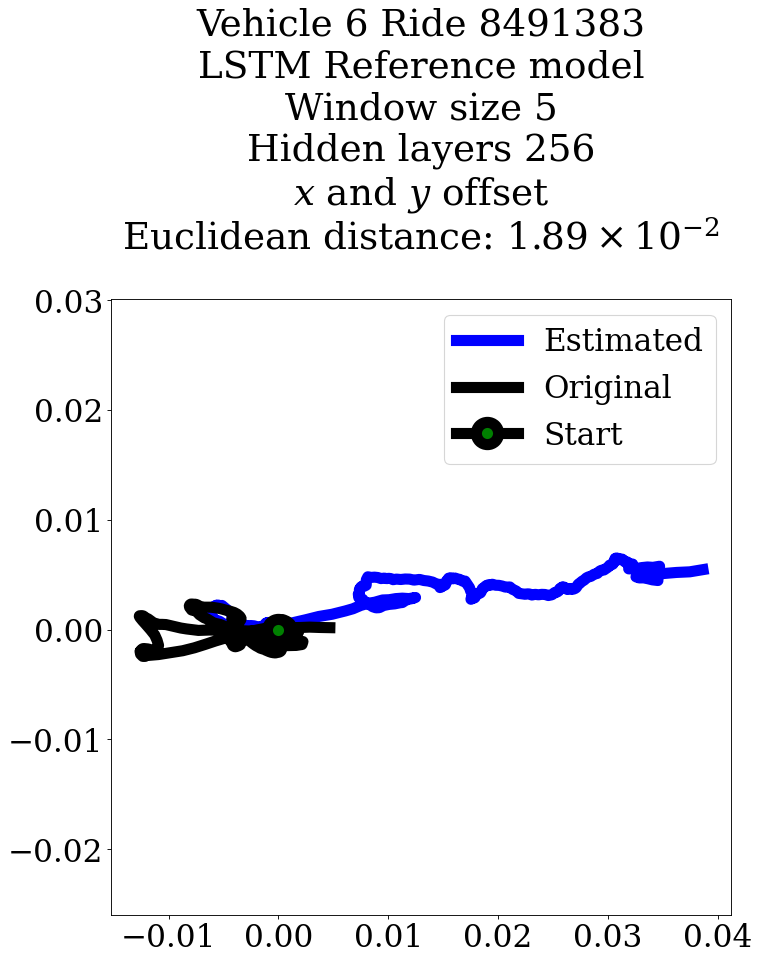 Vehicle 6 Ride 8491383
LSTM Reference model
Window size 5
Hidden layers 256
x and y offset
Euclidean distance: 1.89 × 10⁻²
Estimated
Original
Start
0.03
0.02
0.01
0.00
−0.01
−0.02
−0.01 0.00 0.01 0.02 0.03 0.04